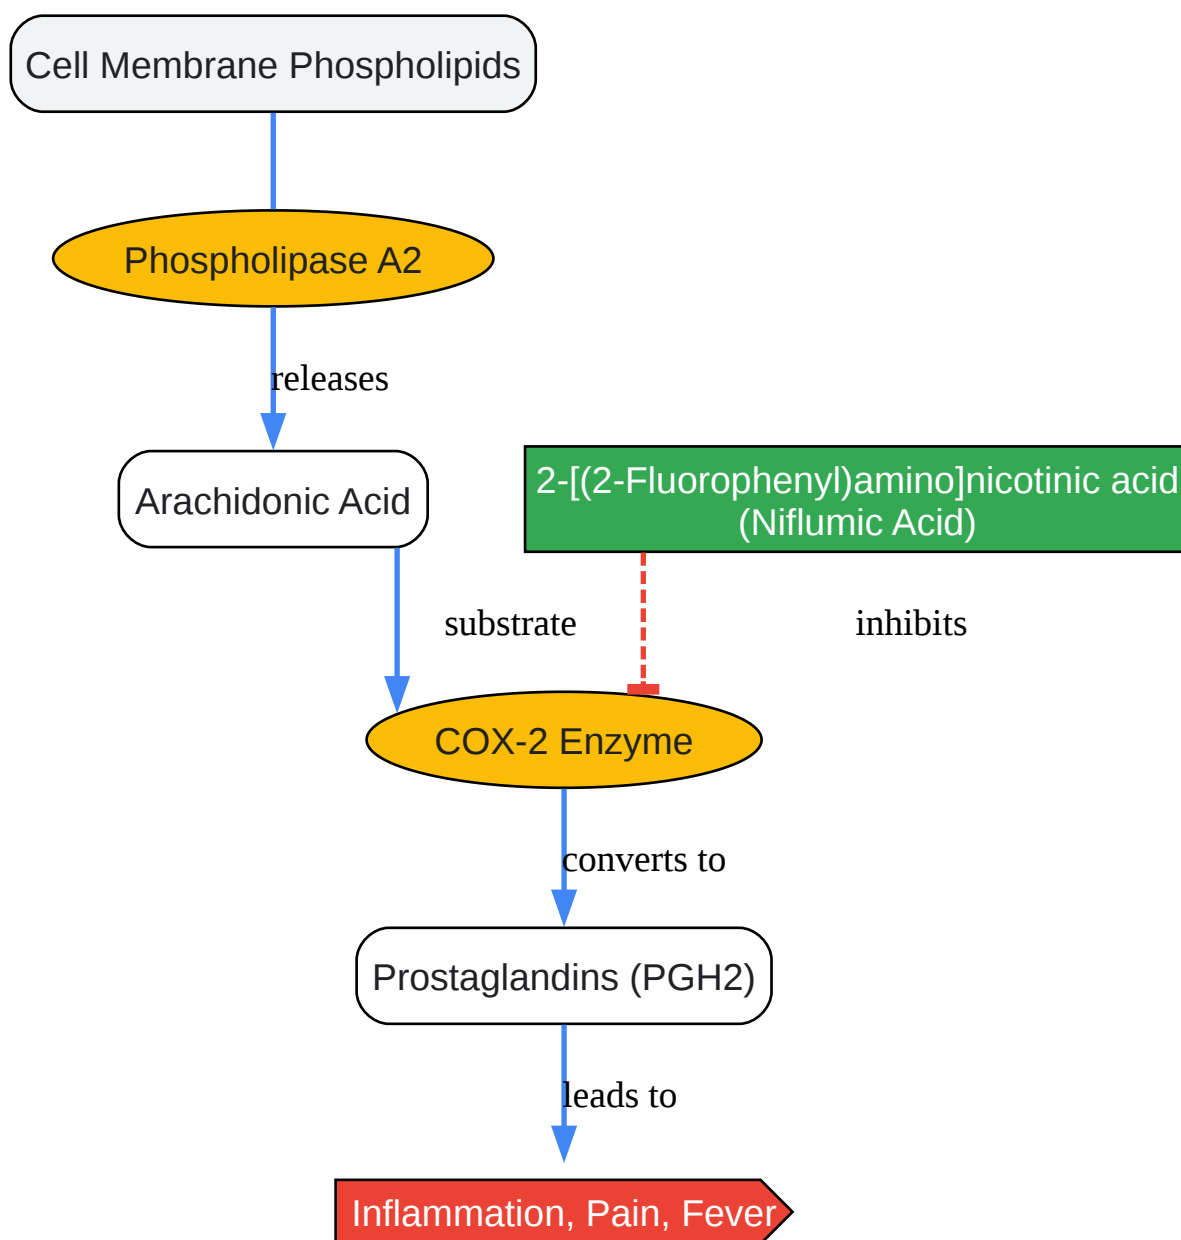 Cell Membrane Phospholipids
Phospholipase A2
releases
Arachidonic Acid
2-[(2-Fluorophenyl)amino]nicotinic acid
(Niflumic Acid)
substrate
inhibits
COX-2 Enzyme
converts to
Prostaglandins (PGH2)
leads to
Inflammation, Pain, Fever